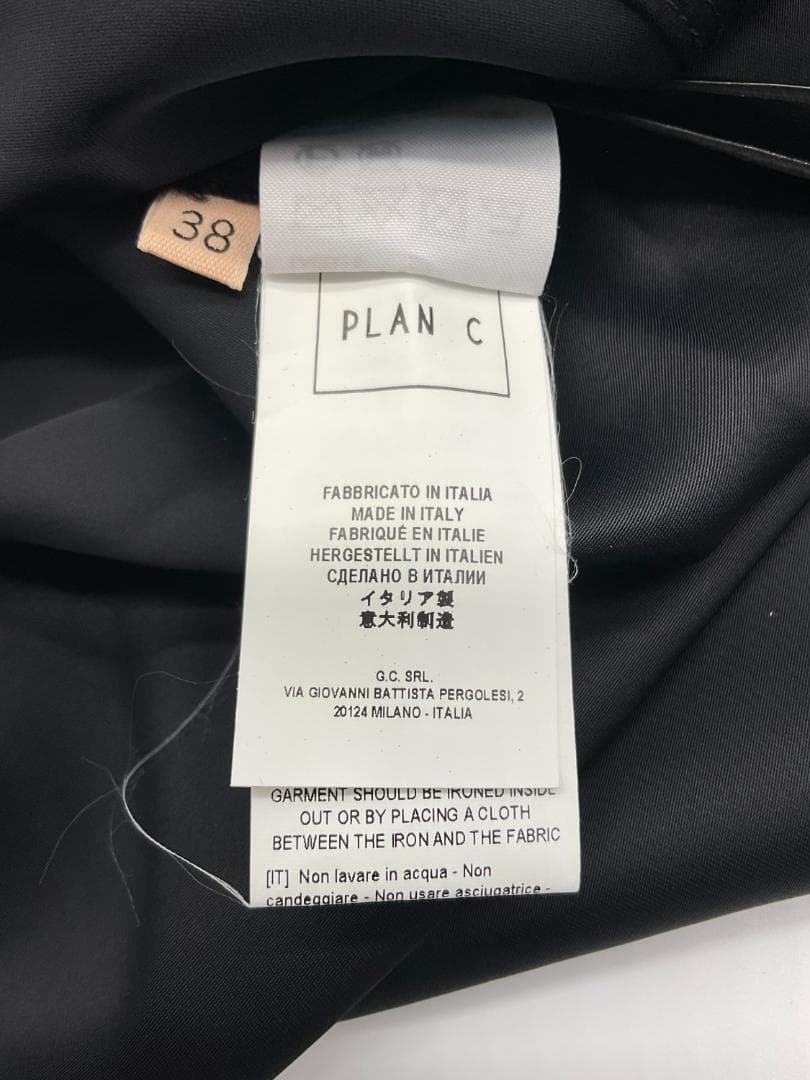 38
PLAN C
FABBRICATO IN ITALIA
MADE IN ITALY
FABRIQUÉ EN ITALIE
HERGESTELLT IN ITALIEN
СДЕЛАНО В ИТАЛИИ
イタリア製
意大利制造
G.C. SRL.
VIA GIOVANNI BATTISTA PERGOLESI, 2
20124 MILANO - ITALIA
GARMENT SHOULD BE IRONED INSIDE
OUT OR BY PLACING A CLOTH
BETWEEN THE IRON AND THE FABRIC
[IT] Non lavare in acqua - Non
candeggiare - Non usare asciugatrice -